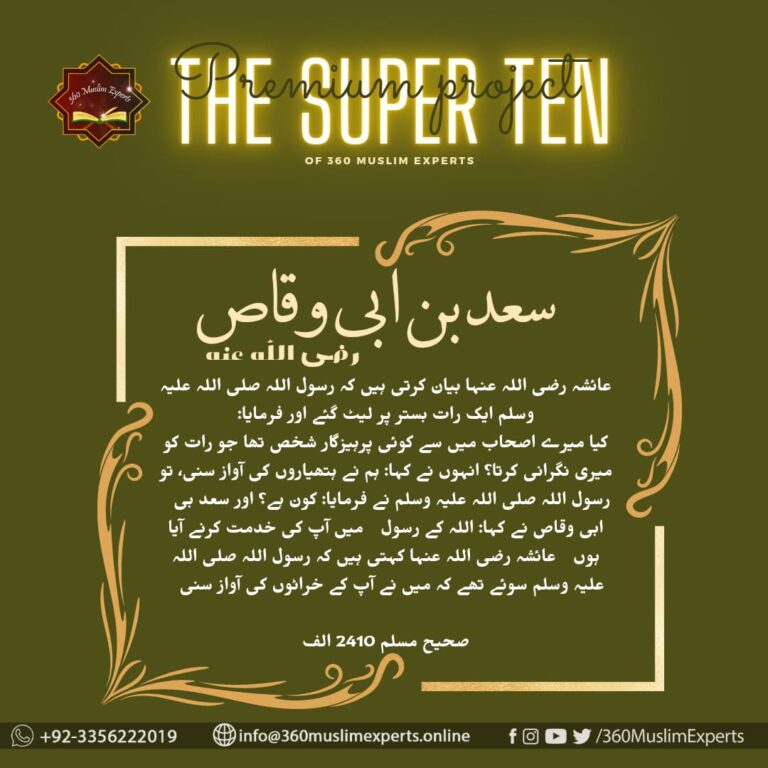 360 Muslim Experts
Premium project
THE SUPER TEN
OF 360 MUSLIM EXPERTS
سعد بن ابی وقاص
رضی الله عنه
عائشہ رضی اللہ عنہا بیان کرتی ہیں کہ رسول اللہ صلی اللہ علیہ
وسلم ایک رات بستر پر لیٹ گئے اور فرمایا:
کیا میرے اصحاب میں سے کوئی پرہیزگار شخص تھا جو رات کو
میری نگرانی کرتا؟ انہوں نے کہا: ہم نے ہتھیاروں کی آواز سنی، تو
رسول اللہ صلی اللہ علیہ وسلم نے فرمایا: کون ہے؟ اور سعد بی
ابی وقاص نے کہا: اللہ کے رسول میں آپ کی خدمت کرنے آیا
ہوں عائشہ رضی اللہ عنہا کہتی ہیں کہ رسول اللہ صلی اللہ
علیہ وسلم سوئے تھے کہ میں نے آپ کے خراٹوں کی آواز سنی
صحیح مسلم 2410 الف
+92-3356222019 info@360muslimexperts.online /360MuslimExperts